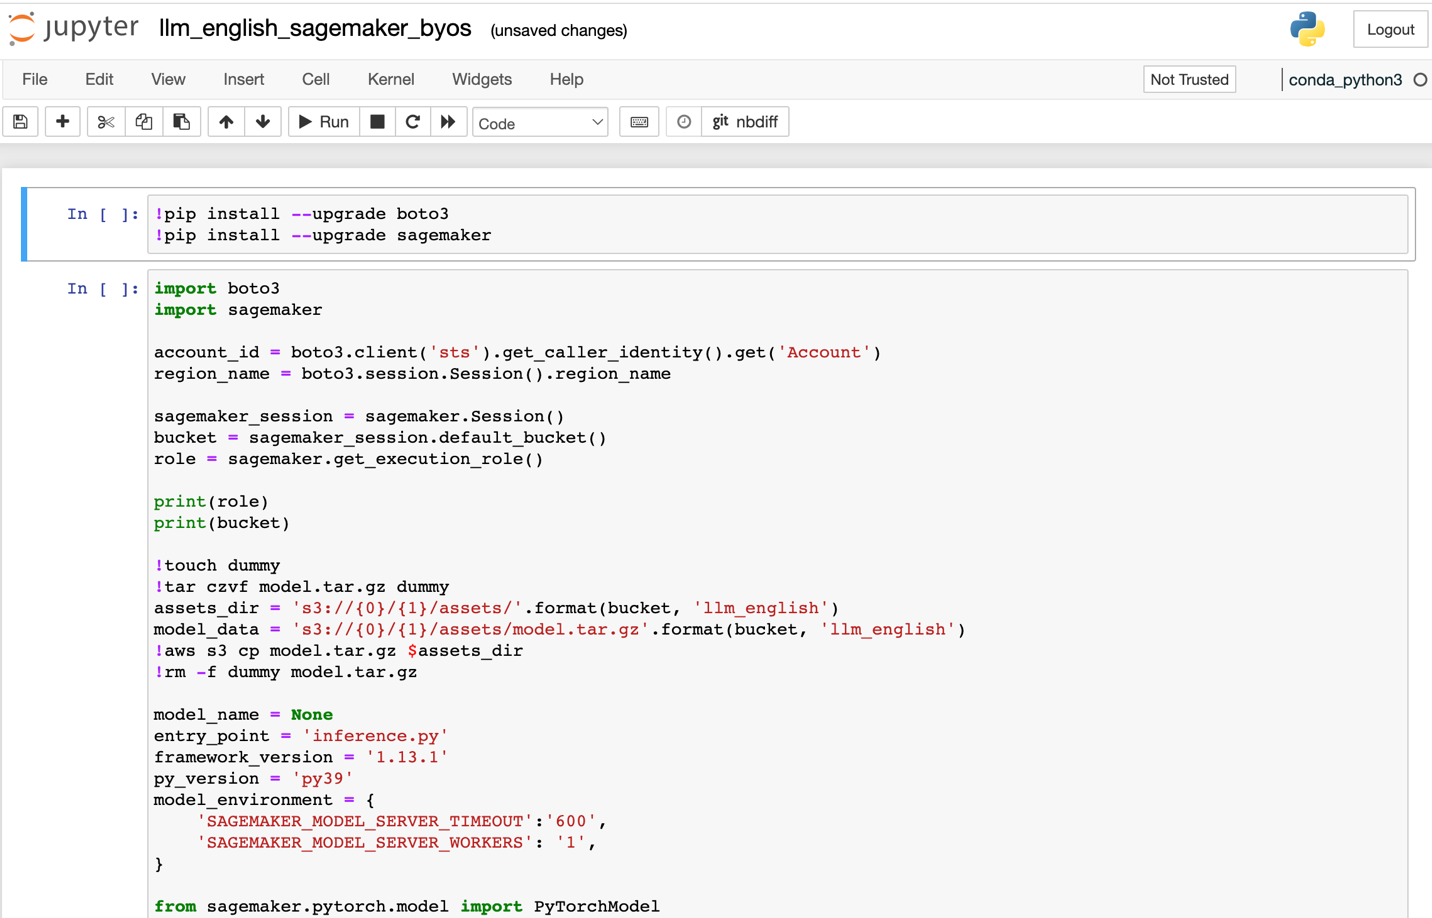 jupyter llm_english_sagemaker_byos (unsaved changes) Logout
File Edit View Insert Cell Kernel Widgets Help Not Trusted conda_python3
Run Code git nbdiff
In [ ]: !pip install --upgrade boto3
!pip install --upgrade sagemaker
In [ ]: import boto3
import sagemaker
account_id = boto3.client('sts').get_caller_identity().get('Account')
region_name = boto3.session.Session().region_name
sagemaker_session = sagemaker.Session()
bucket = sagemaker_session.default_bucket()
role = sagemaker.get_execution_role()
print(role)
print(bucket)
!touch dummy
!tar czvf model.tar.gz dummy
assets_dir = 's3://{0}/{1}/assets/'.format(bucket, 'llm_english')
model_data = 's3://{0}/{1}/assets/model.tar.gz'.format(bucket, 'llm_english')
!aws s3 cp model.tar.gz $assets_dir
!rm -f dummy model.tar.gz
model_name = None
entry_point = 'inference.py'
framework_version = '1.13.1'
py_version = 'py39'
model_environment = {
    'SAGEMAKER_MODEL_SERVER_TIMEOUT':'600',
    'SAGEMAKER_MODEL_SERVER_WORKERS': '1',
}
from sagemaker.pytorch.model import PyTorchModel